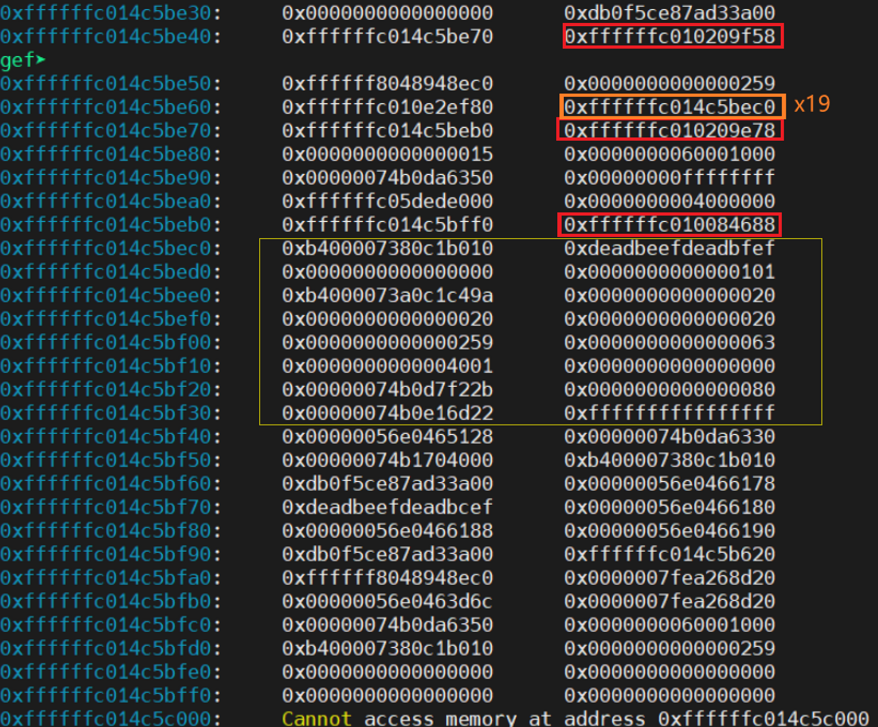 0xffffffc014c5be30: 0x0000000000000000 0xdb0f5ce87ad33a00
0xffffffc014c5be40: 0xffffffc014c5be70 0xffffffc010209f58
gef➤
0xffffffc014c5be50: 0xffffff8048948ec0 0x0000000000000259
0xffffffc014c5be60: 0xffffffc010e2ef80 0xffffffc014c5bec0 x19
0xffffffc014c5be70: 0xffffffc014c5beb0 0xffffffc010209e78
0xffffffc014c5be80: 0x0000000000000015 0x0000000060001000
0xffffffc014c5be90: 0x00000074b0da6350 0x00000000ffffffff
0xffffffc014c5bea0: 0xffffffc05dede000 0x0000000004000000
0xffffffc014c5beb0: 0xffffffc014c5bff0 0xffffffc010084688
0xffffffc014c5bec0: 0xb400007380c1b010 0xdeadbeefdeadbfef
0xffffffc014c5bed0: 0x0000000000000000 0x0000000000000101
0xffffffc014c5bee0: 0xb4000073a0c1c49a 0x0000000000000020
0xffffffc014c5bef0: 0x0000000000000020 0x0000000000000020
0xffffffc014c5bf00: 0x0000000000000259 0x0000000000000063
0xffffffc014c5bf10: 0x0000000000004001 0x0000000000000000
0xffffffc014c5bf20: 0x00000074b0d7f22b 0x0000000000000080
0xffffffc014c5bf30: 0x00000074b0e16d22 0xffffffffffffffff
0xffffffc014c5bf40: 0x00000056e0465128 0x00000074b0da6330
0xffffffc014c5bf50: 0x00000074b1704000 0xb400007380c1b010
0xffffffc014c5bf60: 0xdb0f5ce87ad33a00 0x00000056e0466178
0xffffffc014c5bf70: 0xdeadbeefdeadbcef 0x00000056e0466180
0xffffffc014c5bf80: 0x00000056e0466188 0x00000056e0466190
0xffffffc014c5bf90: 0xdb0f5ce87ad33a00 0xffffffc014c5b620
0xffffffc014c5bfa0: 0xffffff8048948ec0 0x0000007fea268d20
0xffffffc014c5bfb0: 0x00000056e0463d6c 0x0000007fea268d20
0xffffffc014c5bfc0: 0x00000074b0da6350 0x0000000060001000
0xffffffc014c5bfd0: 0xb400007380c1b010 0x0000000000000259
0xffffffc014c5bfe0: 0x0000000000000000 0x0000000000000000
0xffffffc014c5bff0: 0x0000000000000000 0x0000000000000000
0xffffffc014c5c000: Cannot access memory at address 0xffffffc014c5c000